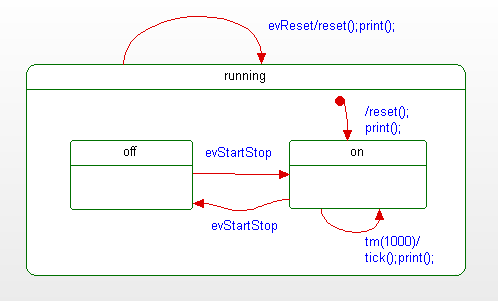 evReset/reset();print();
running
/reset();
print();
off
evStartStop
on
evStartStop
tm(1000)/
tick();print();